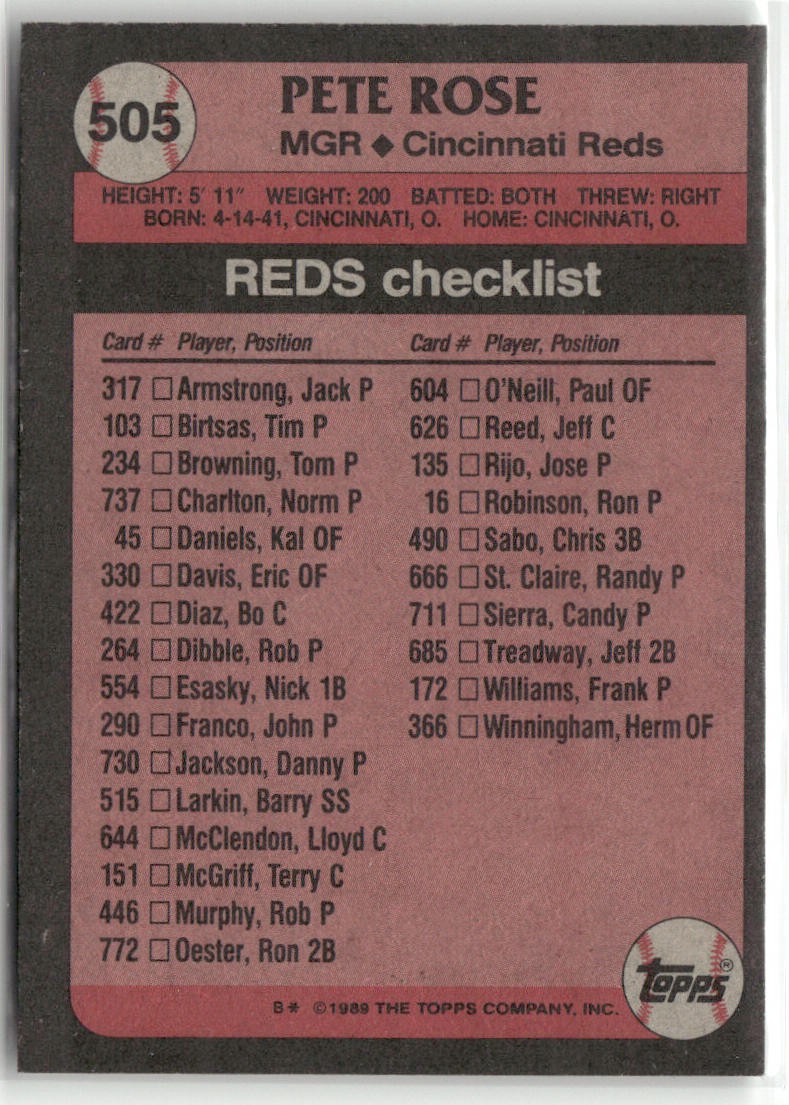 505
PETE ROSE
MGR ◆ Cincinnati Reds
HEIGHT: 5' 11" WEIGHT: 200 BATTED: BOTH THREW: RIGHT
BORN: 4-14-41, CINCINNATI, O. HOME: CINCINNATI, O.
REDS checklist
Card # Player, Position
317 □ Armstrong, Jack P
103 □ Birtsas, Tim P
234 □ Browning, Tom P
737 □ Charlton, Norm P
45 □ Daniels, Kal OF
330 □ Davis, Eric OF
422 □ Diaz, Bo C
264 □ Dibble, Rob P
554 □ Esasky, Nick 1B
290 □ Franco, John P
730 □ Jackson, Danny P
515 □ Larkin, Barry SS
644 □ McClendon, Lloyd C
151 □ McGriff, Terry C
446 □ Murphy, Rob P
772 □ Oester, Ron 2B
Card # Player, Position
604 □ O'Neill, Paul OF
626 □ Reed, Jeff C
135 □ Rijo, Jose P
16 □ Robinson, Ron P
490 □ Sabo, Chris 3B
666 □ St. Claire, Randy P
711 □ Sierra, Candy P
685 □ Treadway, Jeff 2B
172 □ Williams, Frank P
366 □ Winningham, Herm OF
TOPPS®
B* ©1989 THE TOPPS COMPANY, INC.